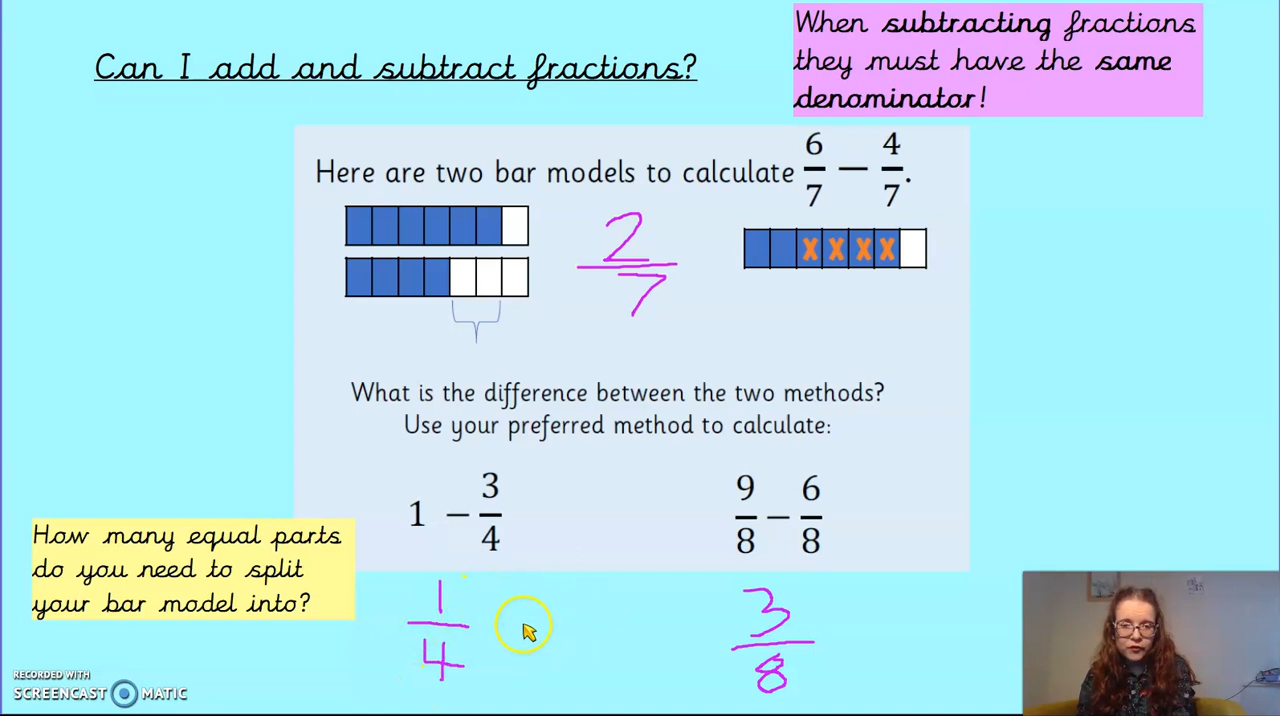 Can I add and subtract fractions?
When subtracting fractions
they must have the same
denominator!
Here are two bar models to calculate 6/7 − 4/7.
X X X X
2/7
What is the difference between the two methods?
Use your preferred method to calculate:
1 − 3/4
9/8 − 6/8
How many equal parts
do you need to split
your bar model into?
1/4
3/8
RECORDED WITH
SCREENCAST MATIC